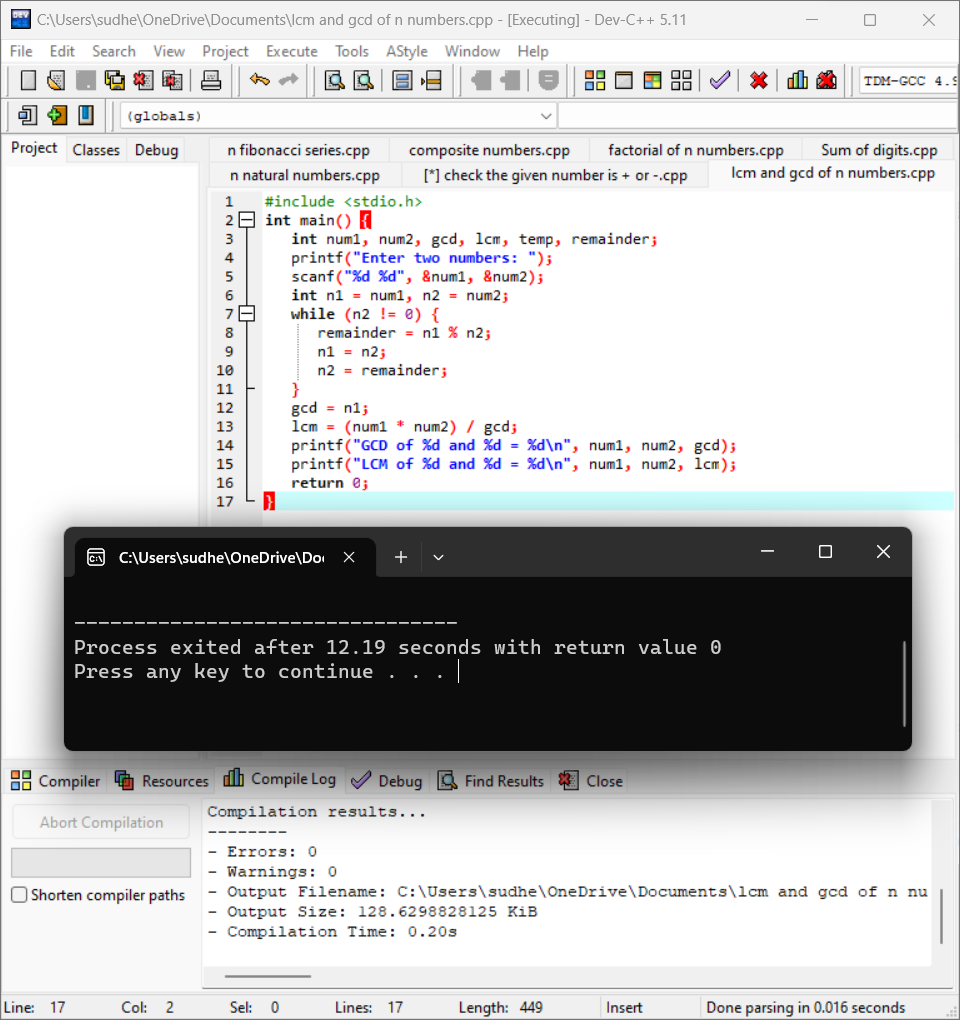 C:\Users\sudhe\OneDrive\Documents\lcm and gcd of n numbers.cpp - [Executing] - Dev-C++ 5.11
File Edit Search View Project Execute Tools AStyle Window Help
TDM-GCC 4.9
(globals)
Project Classes Debug
n fibonacci series.cpp composite numbers.cpp factorial of n numbers.cpp Sum of digits.cpp
n natural numbers.cpp [*] check the given number is + or -.cpp lcm and gcd of n numbers.cpp
1 #include <stdio.h>
2 int main() {
3 int num1, num2, gcd, lcm, temp, remainder;
4 printf("Enter two numbers: ");
5 scanf("%d %d", &num1, &num2);
6 int n1 = num1, n2 = num2;
7 while (n2 != 0) {
8 remainder = n1 % n2;
9 n1 = n2;
10 n2 = remainder;
11 }
12 gcd = n1;
13 lcm = (num1 * num2) / gcd;
14 printf("GCD of %d and %d = %d\n", num1, num2, gcd);
15 printf("LCM of %d and %d = %d\n", num1, num2, lcm);
16 return 0;
17 }
C:\Users\sudhe\OneDrive\Doc
--------------------------------
Process exited after 12.19 seconds with return value 0
Press any key to continue . . .
Compiler Resources Compile Log Debug Find Results Close
Abort Compilation
Shorten compiler paths
Compilation results...
--------
- Errors: 0
- Warnings: 0
- Output Filename: C:\Users\sudhe\OneDrive\Documents\lcm and gcd of n nu
- Output Size: 128.6298828125 KiB
- Compilation Time: 0.20s
Line: 17 Col: 2 Sel: 0 Lines: 17 Length: 449 Insert Done parsing in 0.016 seconds